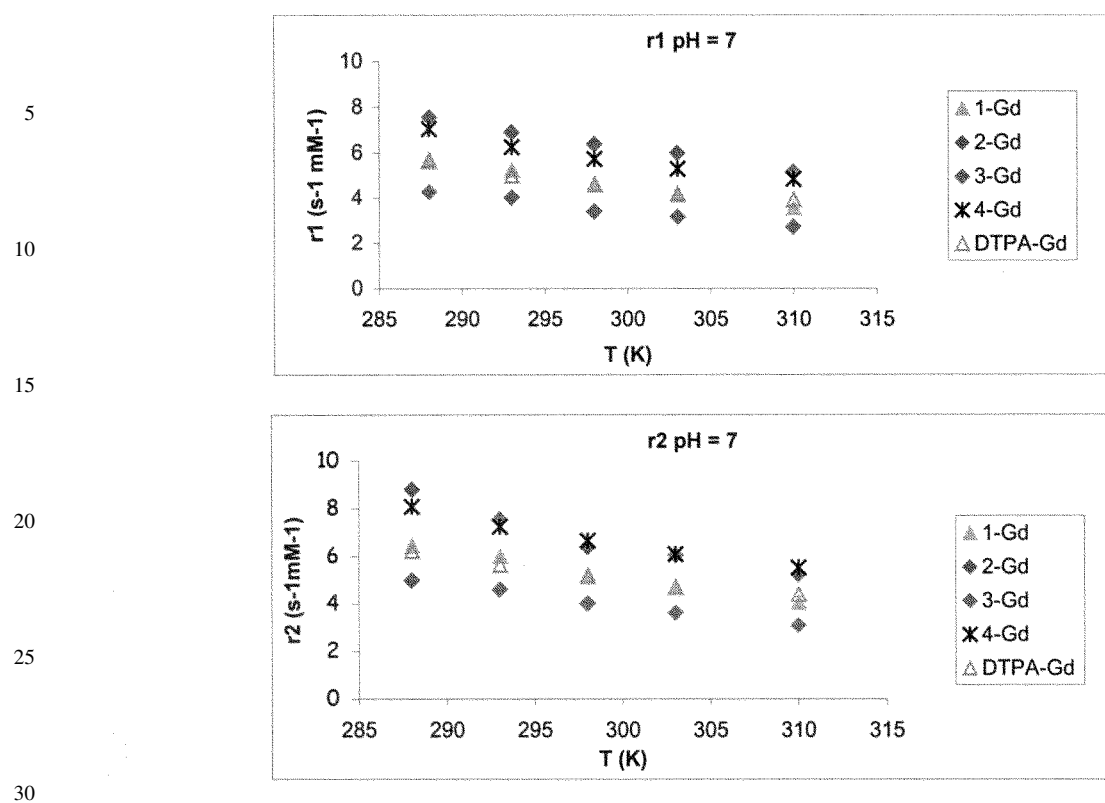 r1 pH = 7
10
8
6
4
2
0
r1 (s-1 mM-1)
285 290 295 300 305 310 315
T (K)
1-Gd
2-Gd
3-Gd
4-Gd
DTPA-Gd
5
10
15
r2 pH = 7
10
8
6
4
2
0
r2 (s-1mM-1)
285 290 295 300 305 310 315
T (K)
1-Gd
2-Gd
3-Gd
4-Gd
DTPA-Gd
20
25
30